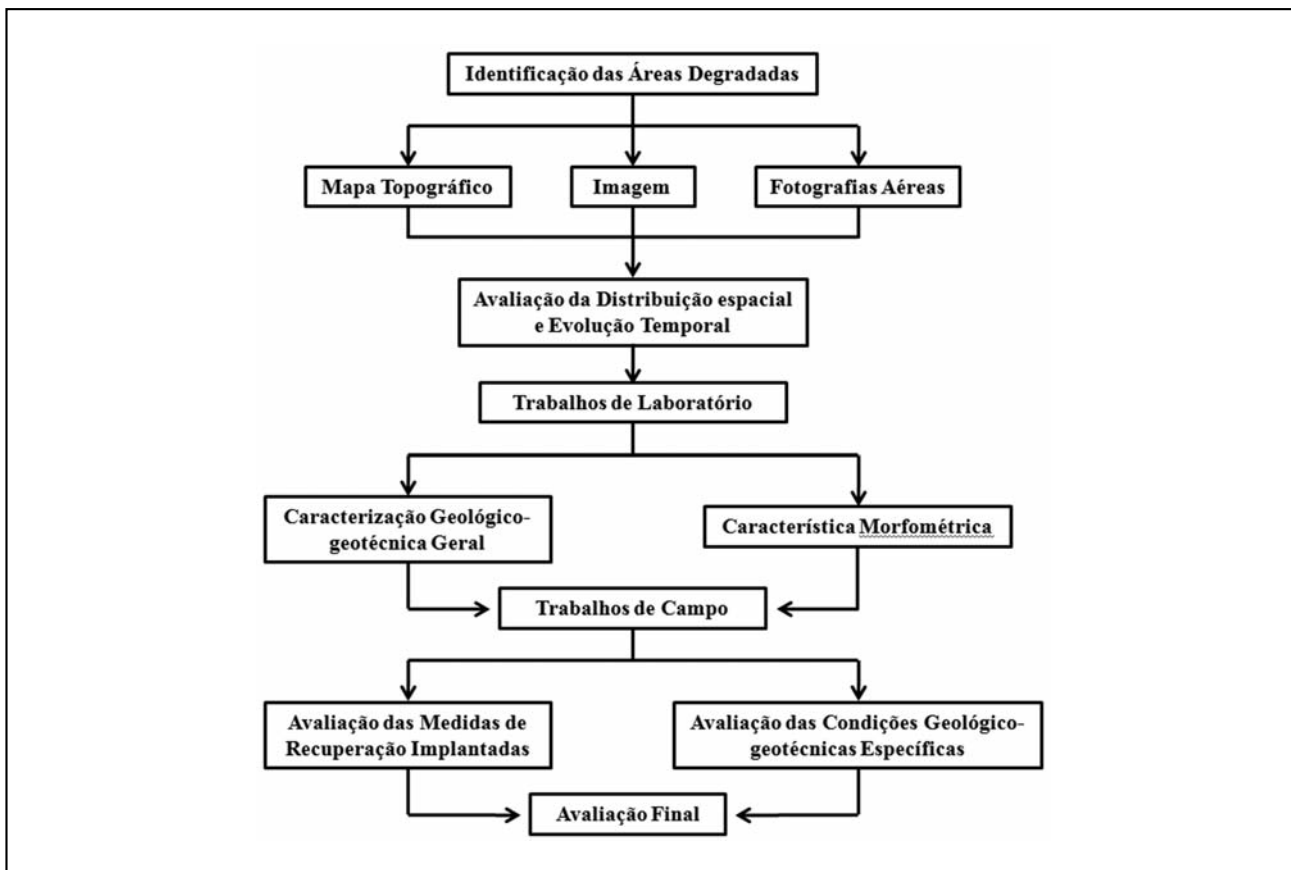 Identificação das Áreas Degradadas
Mapa Topográfico
Imagem
Fotografias Aéreas
Avaliação da Distribuição espacial
e Evolução Temporal
Trabalhos de Laboratório
Caracterização Geológico-
geotécnica Geral
Característica Morfométrica
Trabalhos de Campo
Avaliação das Medidas de
Recuperação Implantadas
Avaliação das Condições Geológico-
geotécnicas Específicas
Avaliação Final